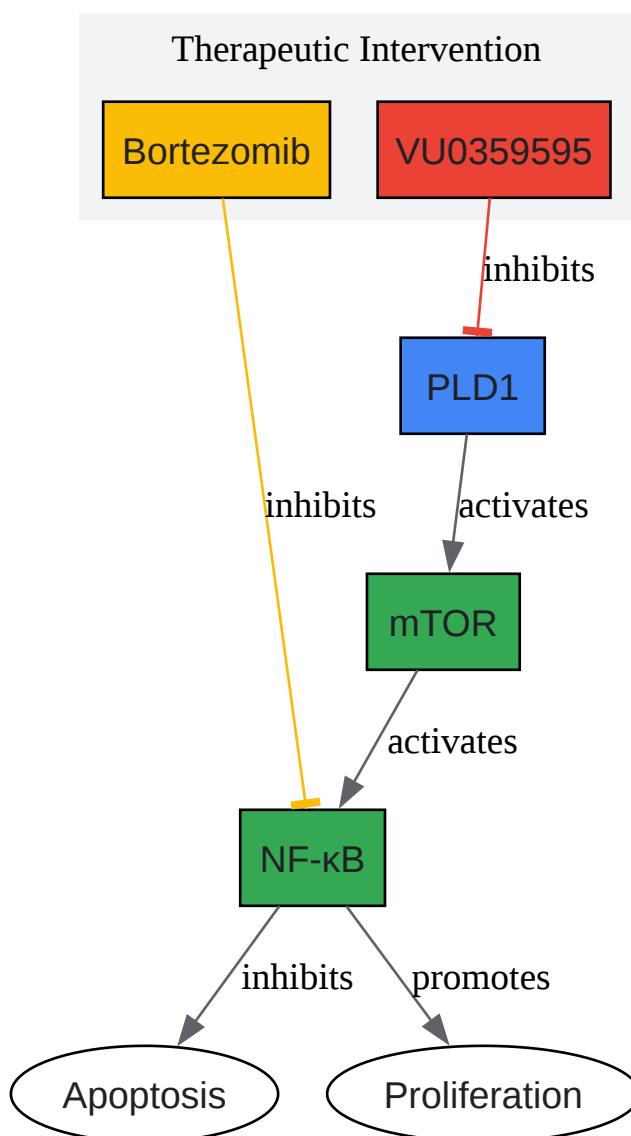 Therapeutic Intervention
Bortezomib
VU0359595
inhibits
PLD1
inhibits
activates
mTOR
activates
NF-κB
inhibits
promotes
Apoptosis
Proliferation